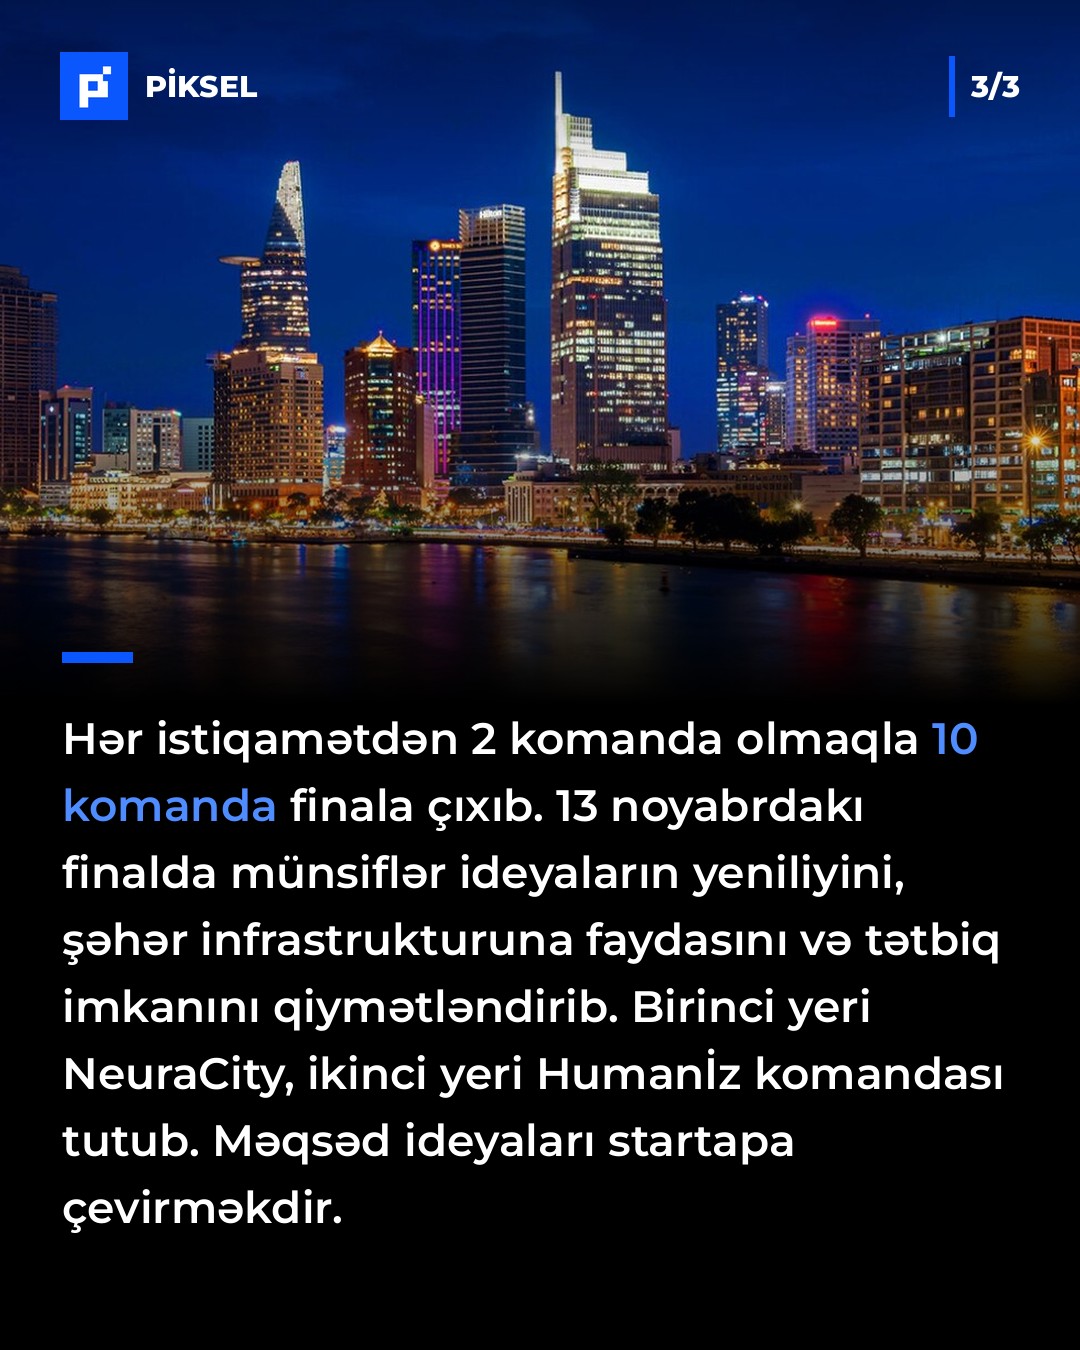 PİKSEL
3/3
Hilton
Hər istiqamətdən 2 komanda olmaqla 10
komanda finala çıxıb. 13 noyabrdakı
finalda münsiflər ideyaların yeniliyini,
şəhər infrastrukturuna faydasını və tətbiq
imkanını qiymətləndirib. Birinci yeri
NeuraCity, ikinci yeri Humanİz komandası
tutub. Məqsəd ideyaları startapa
çevirməkdir.